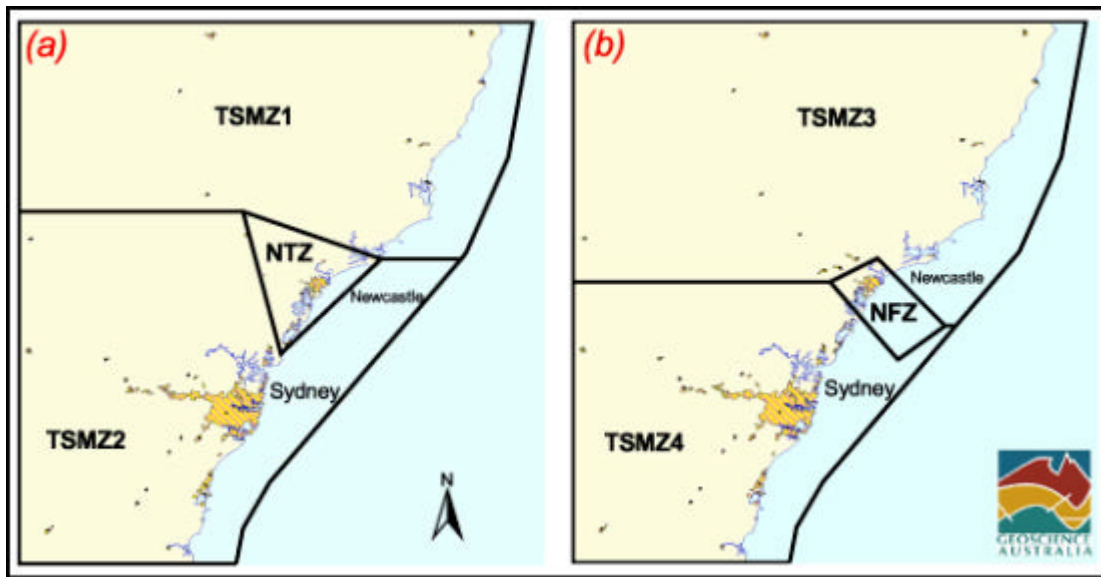 (a)
TSMZ1
NTZ
Newcastle
Sydney
TSMZ2
N
(b)
TSMZ3
Newcastle
NFZ
Sydney
TSMZ4
GEOSCIENCE
AUSTRALIA